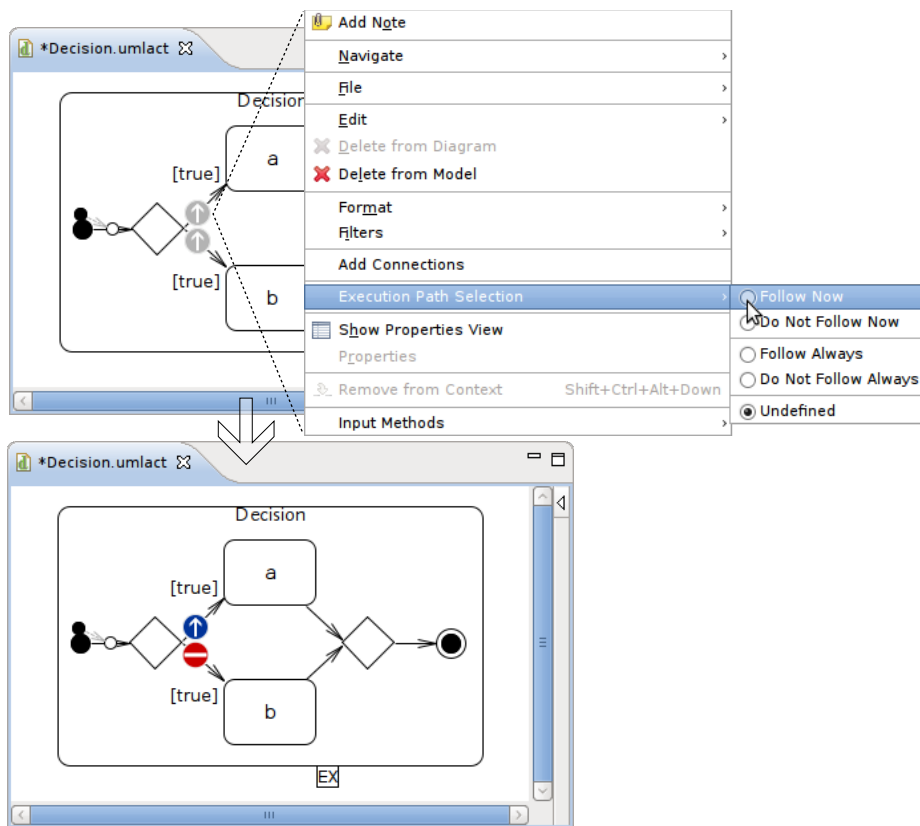 *Decision.umlact
Decision
[true]
a
[true]
b
Add Note
Navigate
File
Edit
Delete from Diagram
Delete from Model
Format
Filters
Add Connections
Execution Path Selection
Show Properties View
Properties
Remove from Context Shift+Ctrl+Alt+Down
Input Methods
Follow Now
Do Not Follow Now
Follow Always
Do Not Follow Always
Undefined
*Decision.umlact
Decision
[true]
a
[true]
b
EX